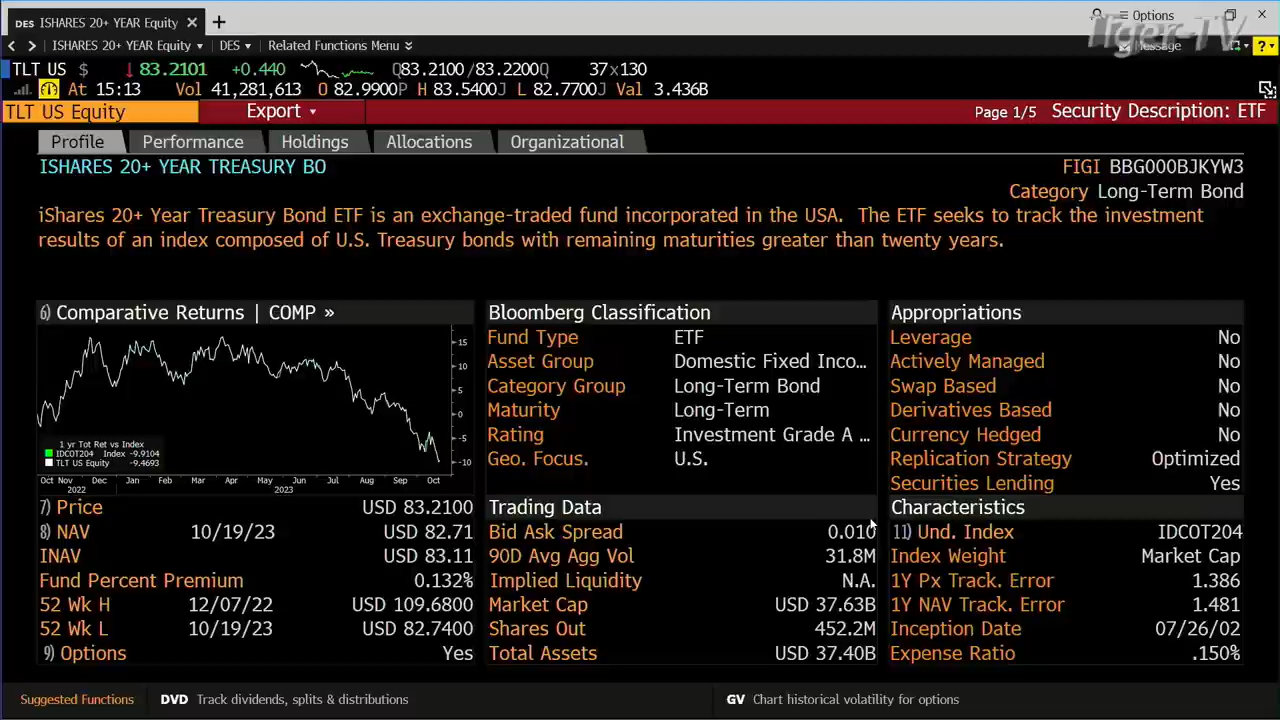 DES ISHARES 20+ YEAR Equity
Options
ISHARES 20+ YEAR Equity DES Related Functions Menu
Message
Tiger-TV
TLT US $ ↓83.2101 +0.440 Q83.2100/83.2200Q 37x130
At 15:13 Vol 41,281,613 O 82.9900P H 83.5400J L 82.7700J Val 3.436B
TLT US Equity Export Page 1/5 Security Description: ETF
Profile Performance Holdings Allocations Organizational
ISHARES 20+ YEAR TREASURY BO FIGI BBG000BJKYW3
Category Long-Term Bond
iShares 20+ Year Treasury Bond ETF is an exchange-traded fund incorporated in the USA. The ETF seeks to track the investment
results of an index composed of U.S. Treasury bonds with remaining maturities greater than twenty years.
6) Comparative Returns | COMP »
15
10
5
0
-5
-10
1 yr Tot Ret vs Index
IDCOT204 Index -9.9104
TLT US Equity -9.4693
Oct Nov Dec Jan Feb Mar Apr May Jun Jul Aug Sep Oct
2022 2023
7) Price USD 83.2100
8) NAV 10/19/23 USD 82.71
INAV USD 83.11
Fund Percent Premium 0.132%
52 Wk H 12/07/22 USD 109.6800
52 Wk L 10/19/23 USD 82.7400
9) Options Yes
Bloomberg Classification
Fund Type ETF
Asset Group Domestic Fixed Inco...
Category Group Long-Term Bond
Maturity Long-Term
Rating Investment Grade A ...
Geo. Focus. U.S.
Trading Data
Bid Ask Spread 0.010
90D Avg Agg Vol 31.8M
Implied Liquidity N.A.
Market Cap USD 37.63B
Shares Out 452.2M
Total Assets USD 37.40B
Appropriations
Leverage No
Actively Managed No
Swap Based No
Derivatives Based No
Currency Hedged No
Replication Strategy Optimized
Securities Lending Yes
Characteristics
11) Und. Index IDCOT204
Index Weight Market Cap
1Y Px Track. Error 1.386
1Y NAV Track. Error 1.481
Inception Date 07/26/02
Expense Ratio .150%
Suggested Functions DVD Track dividends, splits & distributions GV Chart historical volatility for options